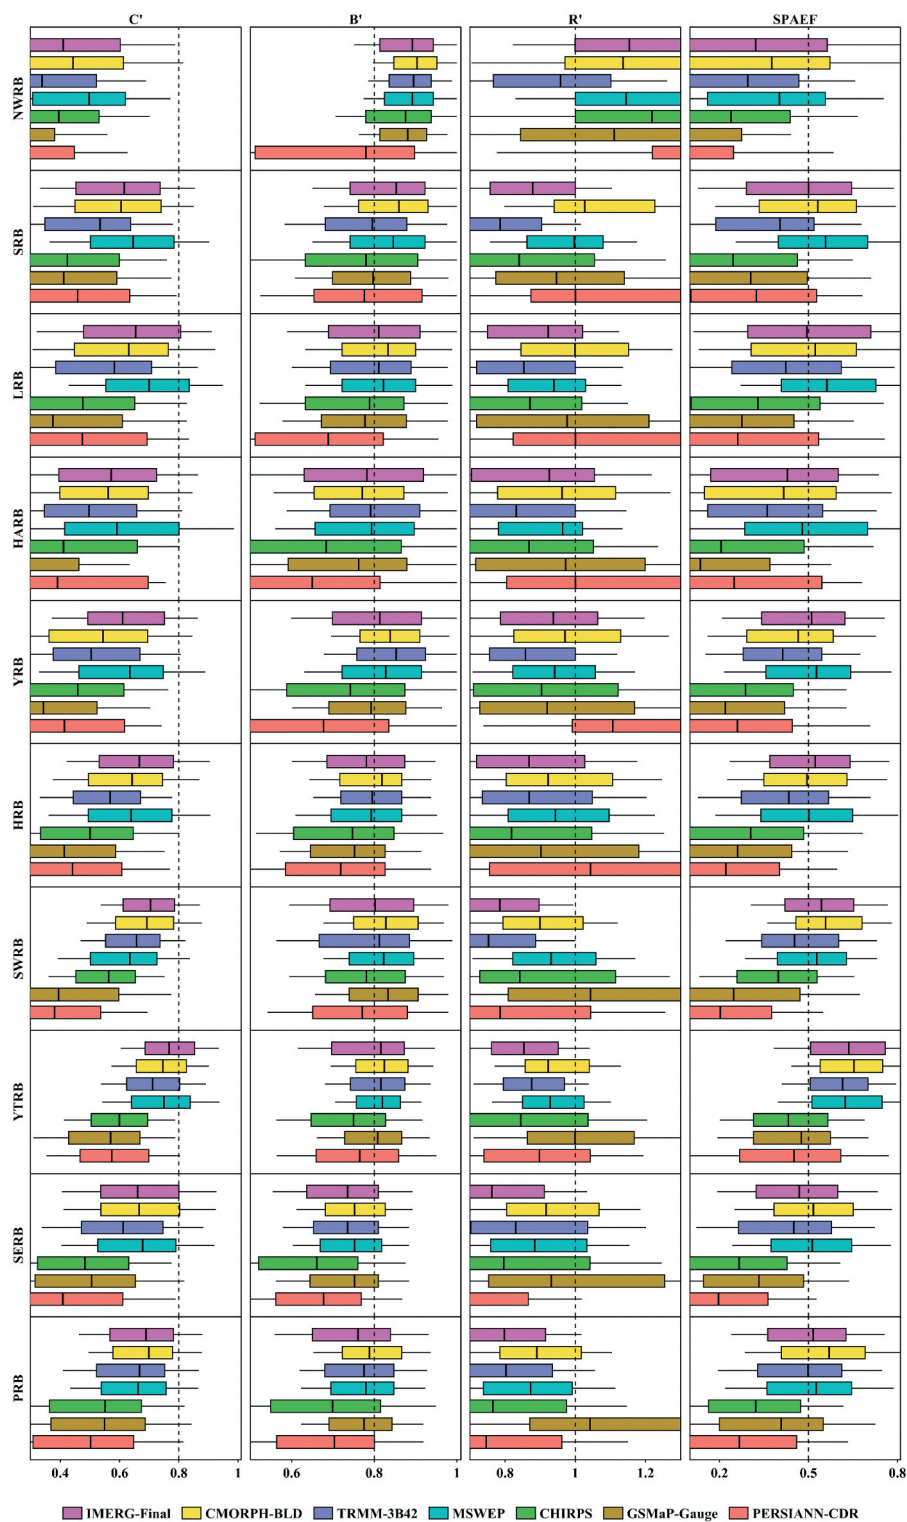 C' B' R' SPAEF
NWRB
SRB
LRB
HARB
YRB
HRB
SWRB
YTRB
SERB
PRB
0.4 0.6 0.8 1 0.6 0.8 1 0.8 1 1.2 0.2 0.5 0.8
IMERG-Final CMORPH-BLD TRMM-3B42 MSWEP CHIRPS GSMaP-Gauge PERSIANN-CDR